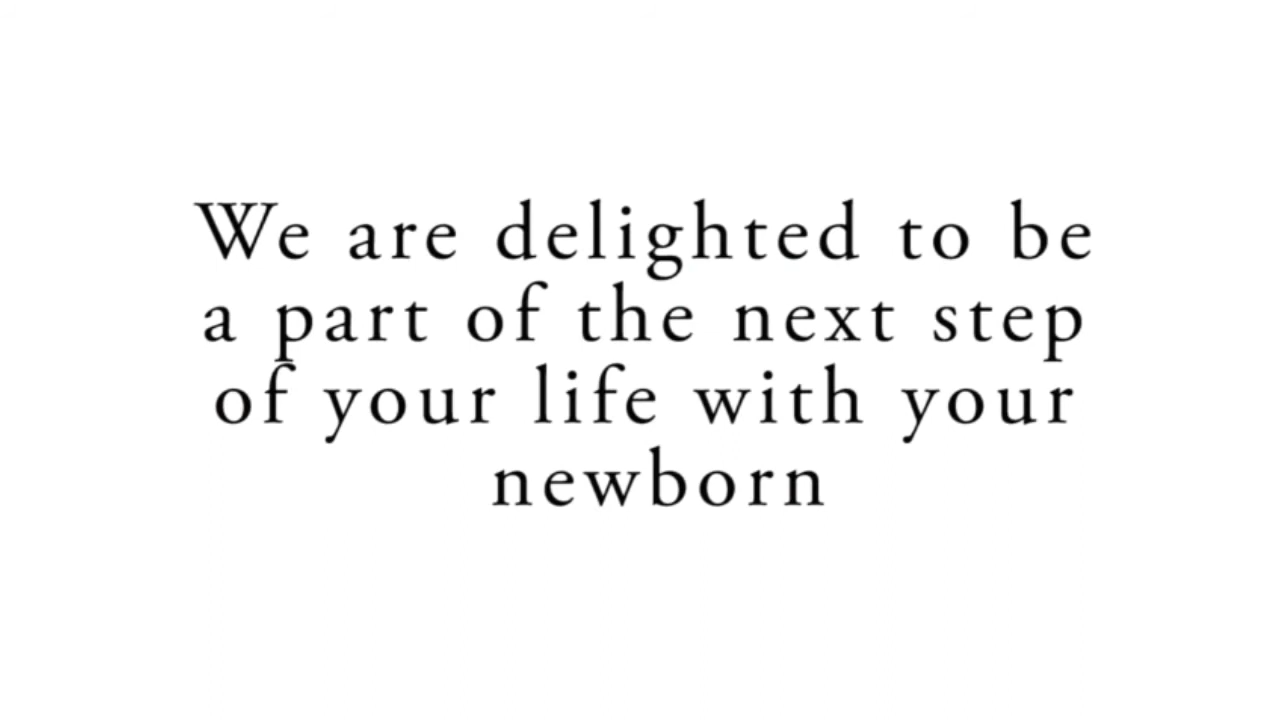 We are delighted to be
a part of the next step
of your life with your
newborn